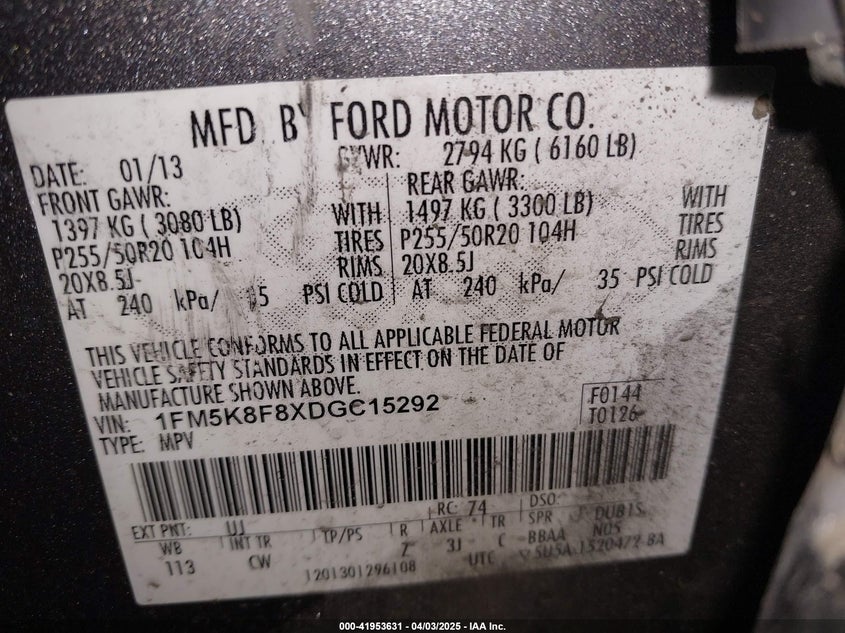 MFD BY FORD MOTOR CO.
DATE: 01/13 GVWR: 2794 KG ( 6160 LB)
FRONT GAWR: REAR GAWR:
1397 KG ( 3080 LB) WITH 1497 KG ( 3300 LB) WITH
P255/50R20 104H TIRES P255/50R20 104H TIRES
20X8.5J RIMS 20X8.5J RIMS
AT 240 kPa/ 5 PSI COLD AT 240 kPa/ 35 PSI COLD
THIS VEHICLE CONFORMS TO ALL APPLICABLE FEDERAL MOTOR
VEHICLE SAFETY STANDARDS IN EFFECT ON THE DATE OF
MANUFACTURE SHOWN ABOVE.
VIN: 1FM5K8F8XDGC15292 F0144
TYPE: MPV T0126
EXT PNT: UJ RC: 74 DSO:
WB INT TR TP/PS R AXLE TR SPR DUB15
113 CW Z 3J C BBAA N05
1201301296108 UTC
000-41953631 - 04/03/2025 - IAA Inc.